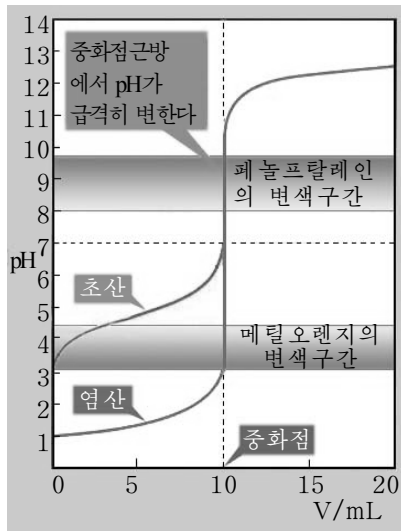 14
13
12
11
10
9
8
7
pH
6
5
4
3
2
1
중화점근방
에서 pH가
급격히 변한다
페놀프탈레인
의 변색구간
초산
메틸오렌지의
변색구간
염산
중화점
0 5 10 15 20
V/mL